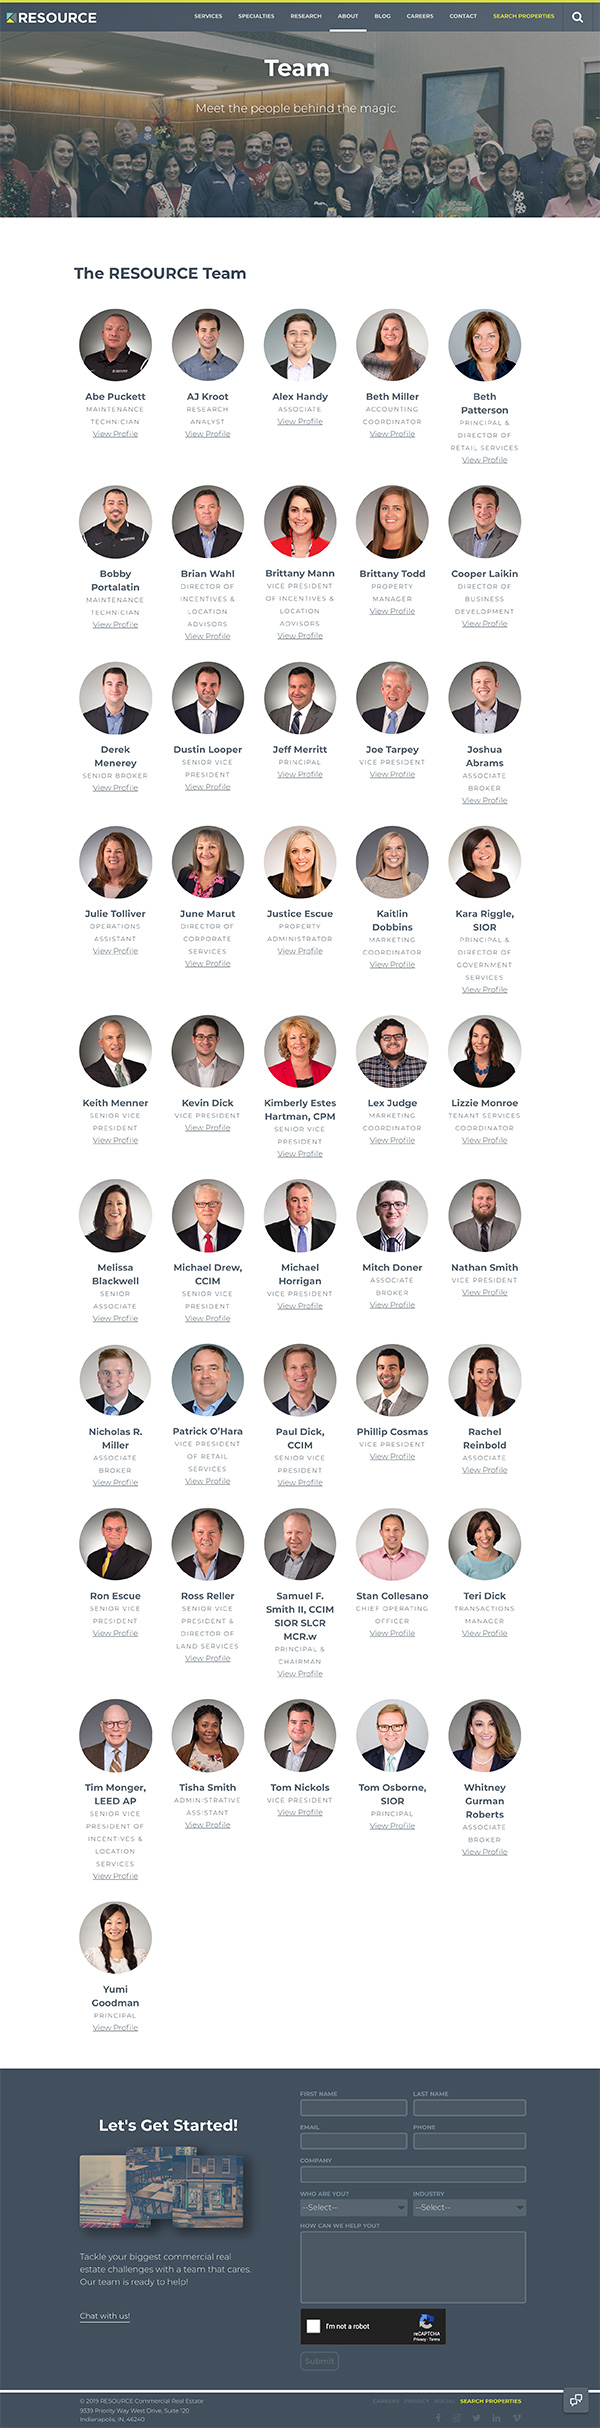 RESOURCE
SERVICES SPECIALTIES RESEARCH ABOUT BLOG CAREERS CONTACT SEARCH PROPERTIES
Team
Meet the people behind the magic.
The RESOURCE Team
Abe Puckett
MAINTENANCE
TECHNICIAN
View Profile
AJ Kroot
RESEARCH
ANALYST
View Profile
Alex Handy
ASSOCIATE
View Profile
Beth Miller
ACCOUNTING
COORDINATOR
View Profile
Beth
Patterson
PRINCIPAL &
DIRECTOR OF
RETAIL SERVICES
View Profile
Bobby
Portalatin
MAINTENANCE
TECHNICIAN
View Profile
Brian Wahl
DIRECTOR OF
INCENTIVES &
LOCATION
ADVISORS
View Profile
Brittany Mann
VICE PRESIDENT
OF INCENTIVES &
LOCATION
ADVISORS
View Profile
Brittany Todd
PROPERTY
MANAGER
View Profile
Cooper Laikin
DIRECTOR OF
BUSINESS
DEVELOPMENT
View Profile
Derek
Menerey
SENIOR BROKER
View Profile
Dustin Looper
SENIOR VICE
PRESIDENT
View Profile
Jeff Merritt
PRINCIPAL
View Profile
Joe Tarpey
VICE PRESIDENT
View Profile
Joshua
Abrams
ASSOCIATE
BROKER
View Profile
Julie Tolliver
OPERATIONS
ASSISTANT
View Profile
June Marut
DIRECTOR OF
CORPORATE
SERVICES
View Profile
Justice Escue
PROPERTY
ADMINISTRATOR
View Profile
Kaitlin
Dobbins
MARKETING
COORDINATOR
View Profile
Kara Riggle,
SIOR
PRINCIPAL &
DIRECTOR OF
GOVERNMENT
SERVICES
View Profile
Keith Menner
SENIOR VICE
PRESIDENT
View Profile
Kevin Dick
VICE PRESIDENT
View Profile
Kimberly Estes
Hartman, CPM
SENIOR VICE
PRESIDENT
View Profile
Lex Judge
MARKETING
COORDINATOR
View Profile
Lizzie Monroe
TENANT SERVICES
COORDINATOR
View Profile
Melissa
Blackwell
SENIOR
ASSOCIATE
View Profile
Michael Drew,
CCIM
SENIOR VICE
PRESIDENT
View Profile
Michael
Horrigan
VICE PRESIDENT
View Profile
Mitch Doner
ASSOCIATE
BROKER
View Profile
Nathan Smith
VICE PRESIDENT
View Profile
Nicholas R.
Miller
ASSOCIATE
BROKER
View Profile
Patrick O'Hara
VICE PRESIDENT
OF RETAIL
SERVICES
View Profile
Paul Dick,
CCIM
SENIOR VICE
PRESIDENT
View Profile
Phillip Cosmas
VICE PRESIDENT
View Profile
Rachel
Reinbold
ASSOCIATE
View Profile
Ron Escue
SENIOR VICE
PRESIDENT
View Profile
Ross Reller
SENIOR VICE
PRESIDENT &
DIRECTOR OF
LAND SERVICES
View Profile
Samuel F.
Smith II, CCIM
SIOR SLCR
MCR.w
PRINCIPAL &
CHAIRMAN
View Profile
Stan Collesano
CHIEF OPERATING
OFFICER
View Profile
Teri Dick
TRANSACTIONS
MANAGER
View Profile
Tim Monger,
LEED AP
SENIOR VICE
PRESIDENT OF
INCENTIVES &
LOCATION
SERVICES
View Profile
Tisha Smith
ADMINISTRATIVE
ASSISTANT
View Profile
Tom Nickols
VICE PRESIDENT
View Profile
Tom Osborne,
SIOR
PRINCIPAL
View Profile
Whitney
Gurman
Roberts
ASSOCIATE
BROKER
View Profile
Yumi
Goodman
PRINCIPAL
View Profile
Let's Get Started!
Tackle your biggest commercial real
estate challenges with a team that cares.
Our team is ready to help!
Chat with us!
FIRST NAME LAST NAME
EMAIL PHONE
COMPANY
WHO ARE YOU? INDUSTRY
--Select-- --Select--
HOW CAN WE HELP YOU?
I'm not a robot
reCAPTCHA
Privacy - Terms
Submit
© 2019 RESOURCE Commercial Real Estate
9339 Priority Way West Drive, Suite 120
Indianapolis, IN, 46240
CAREERS PRIVACY SOCIAL SEARCH PROPERTIES